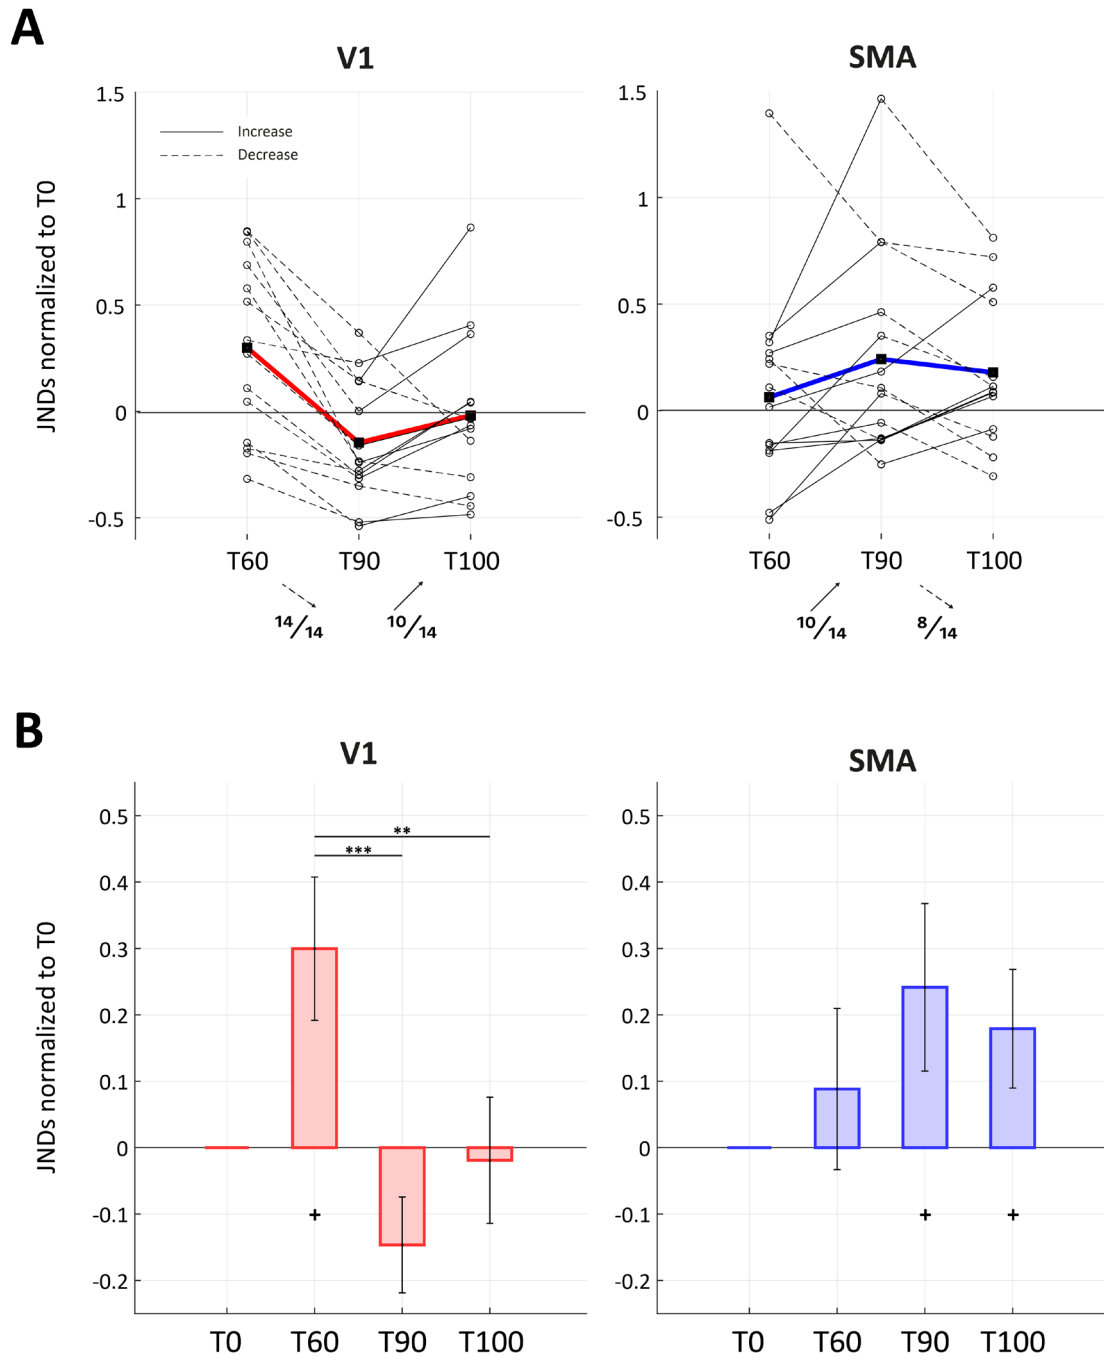 A
V1
SMA
JNDs normalized to T0
1.5
1
0.5
0
-0.5
Increase
Decrease
T60
T90
T100
14/14
10/14
1.5
1
0.5
0
-0.5
T60
T90
T100
10/14
8/14
B
V1
SMA
JNDs normalized to T0
0.5
0.4
0.3
0.2
0.1
0
-0.1
-0.2
**
***
+
T0
T60
T90
T100
0.5
0.4
0.3
0.2
0.1
0
-0.1
-0.2
+
+
T0
T60
T90
T100